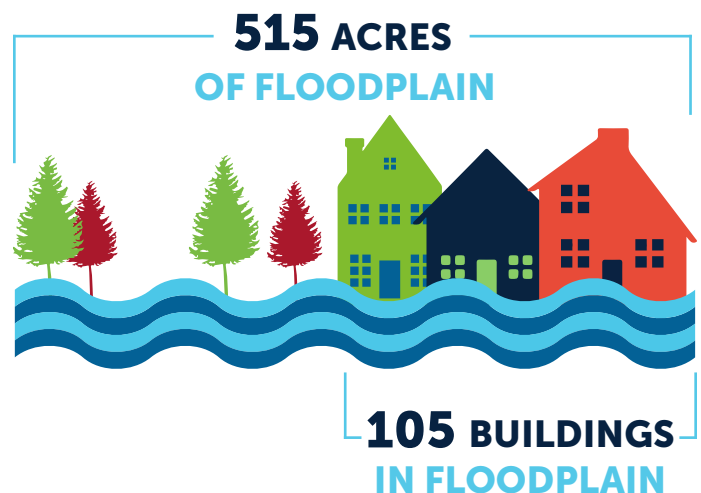 515 ACRES
OF FLOODPLAIN
105 BUILDINGS
IN FLOODPLAIN